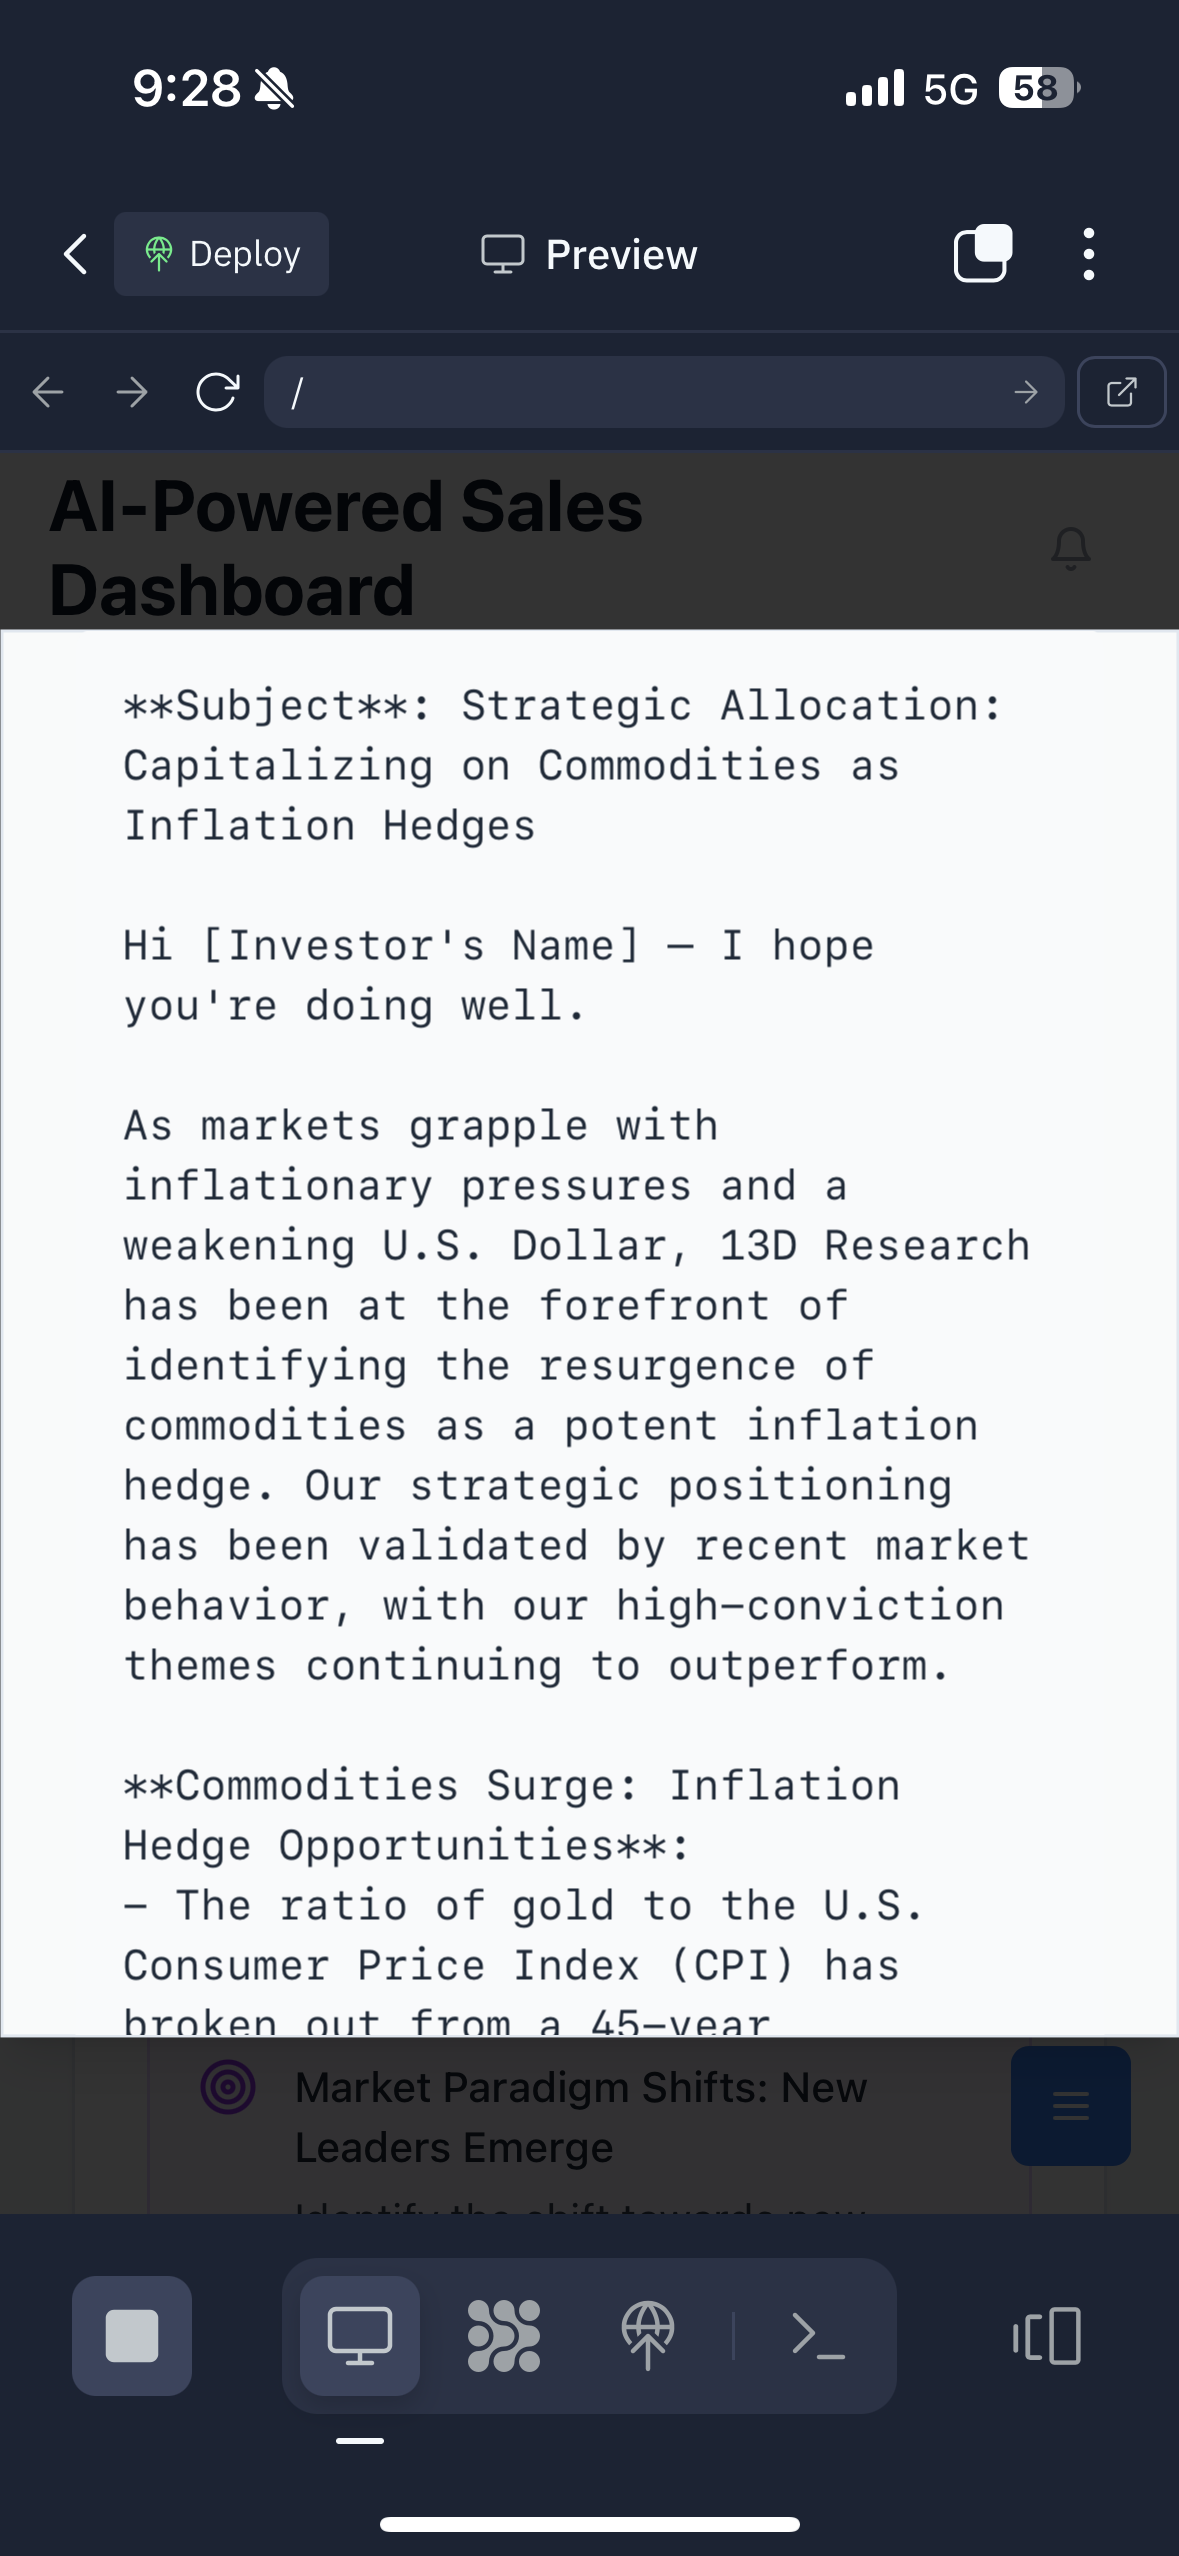 9:28 5G 58
Deploy Preview
/
AI-Powered Sales
Dashboard
**Subject**: Strategic Allocation:
Capitalizing on Commodities as
Inflation Hedges
Hi [Investor's Name] – I hope
you're doing well.
As markets grapple with
inflationary pressures and a
weakening U.S. Dollar, 13D Research
has been at the forefront of
identifying the resurgence of
commodities as a potent inflation
hedge. Our strategic positioning
has been validated by recent market
behavior, with our high-conviction
themes continuing to outperform.
**Commodities Surge: Inflation
Hedge Opportunities**:
- The ratio of gold to the U.S.
Consumer Price Index (CPI) has
broken out from a 45-year
Market Paradigm Shifts: New
Leaders Emerge
Identify the shift towards new